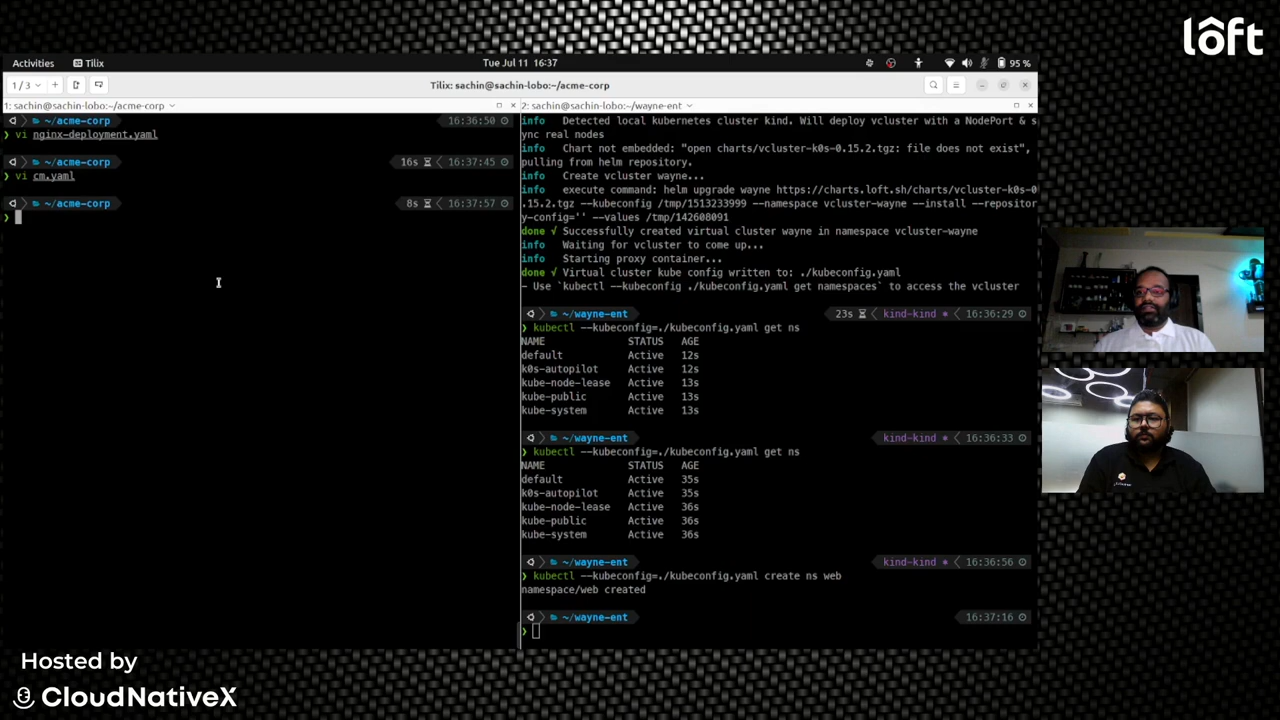 lôft
Activities Tilix Tue Jul 11 16:37 95 %
1 / 3 + Tilix: sachin@sachin-lobo:~/acme-corp
1: sachin@sachin-lobo:~/acme-corp
~/acme-corp 16:36:50
❯ vi nginx-deployment.yaml
~/acme-corp 16s 16:37:45
❯ vi cm.yaml
~/acme-corp 8s 16:37:57
❯
2: sachin@sachin-lobo:~/wayne-ent
info Detected local kubernetes cluster kind. Will deploy vcluster with a NodePort & s
ync real nodes
info Chart not embedded: "open charts/vcluster-k0s-0.15.2.tgz: file does not exist",
pulling from helm repository.
info Create vcluster wayne...
info execute command: helm upgrade wayne https://charts.loft.sh/charts/vcluster-k0s-0
.15.2.tgz --kubeconfig /tmp/1513233999 --namespace vcluster-wayne --install --repositor
y-config='' --values /tmp/142608091
done √ Successfully created virtual cluster wayne in namespace vcluster-wayne
info Waiting for vcluster to come up...
info Starting proxy container...
done √ Virtual cluster kube config written to: ./kubeconfig.yaml
- Use `kubectl --kubeconfig ./kubeconfig.yaml get namespaces` to access the vcluster
~/wayne-ent 23s kind-kind 16:36:29
❯ kubectl --kubeconfig=./kubeconfig.yaml get ns
NAME STATUS AGE
default Active 12s
k0s-autopilot Active 12s
kube-node-lease Active 13s
kube-public Active 13s
kube-system Active 13s
~/wayne-ent kind-kind 16:36:33
❯ kubectl --kubeconfig=./kubeconfig.yaml get ns
NAME STATUS AGE
default Active 35s
k0s-autopilot Active 35s
kube-node-lease Active 36s
kube-public Active 36s
kube-system Active 36s
~/wayne-ent kind-kind 16:36:56
❯ kubectl --kubeconfig=./kubeconfig.yaml create ns web
namespace/web created
~/wayne-ent 16:37:16
❯
Hosted by
CloudNativeX